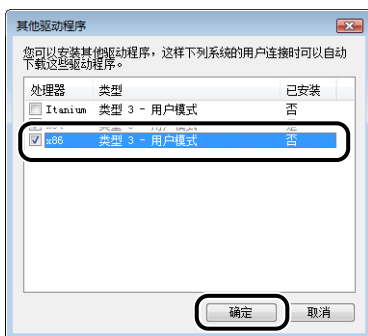 其他驱动程序
您可以安装其他驱动程序，这样下列系统的用户连接时可以自动
下载这些驱动程序。
处理器 类型 已安装
Itanium 类型 3 - 用户模式 否
x86 类型 3 - 用户模式 否
确定 取消